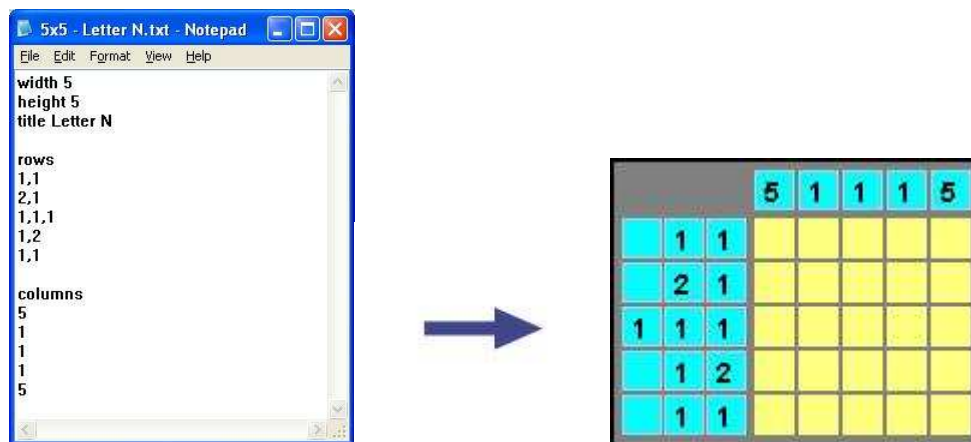 5x5 - Letter N.txt - Notepad
File Edit Format View Help
width 5
height 5
title Letter N
rows
1,1
2,1
1,1,1
1,2
1,1
columns
5
1
1
1
5
5 1 1 1 5
1 1
2 1
1 1 1
1 2
1 1